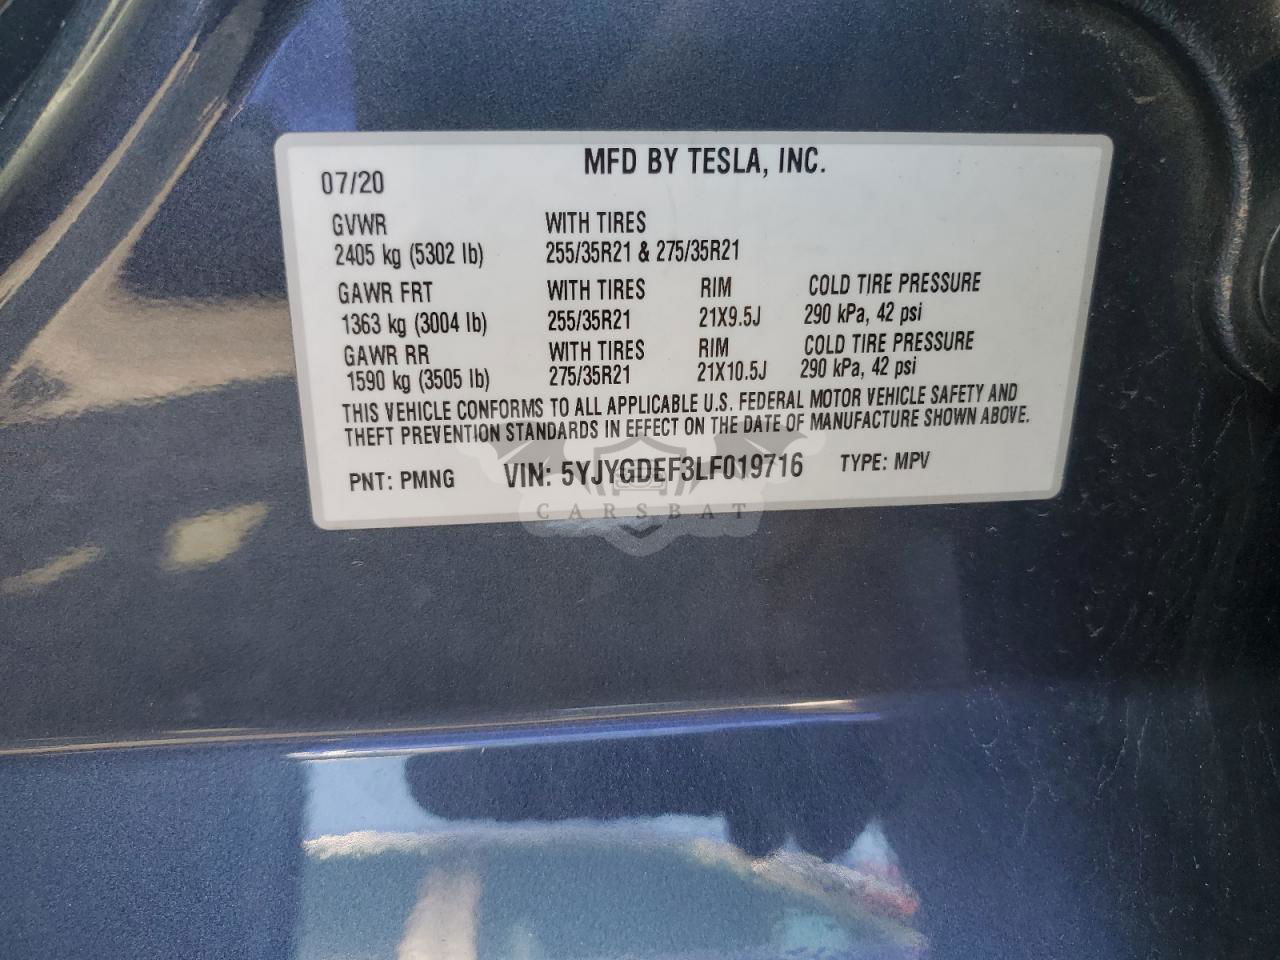 MFD BY TESLA, INC.
07/20
GVWR WITH TIRES
2405 kg (5302 lb) 255/35R21 & 275/35R21
GAWR FRT WITH TIRES RIM COLD TIRE PRESSURE
1363 kg (3004 lb) 255/35R21 21X9.5J 290 kPa, 42 psi
GAWR RR WITH TIRES RIM COLD TIRE PRESSURE
1590 kg (3505 lb) 275/35R21 21X10.5J 290 kPa, 42 psi
THIS VEHICLE CONFORMS TO ALL APPLICABLE U.S. FEDERAL MOTOR VEHICLE SAFETY AND
THEFT PREVENTION STANDARDS IN EFFECT ON THE DATE OF MANUFACTURE SHOWN ABOVE.
PNT: PMNG VIN: 5YJYGDEF3LF019716 TYPE: MPV
CARSBAT